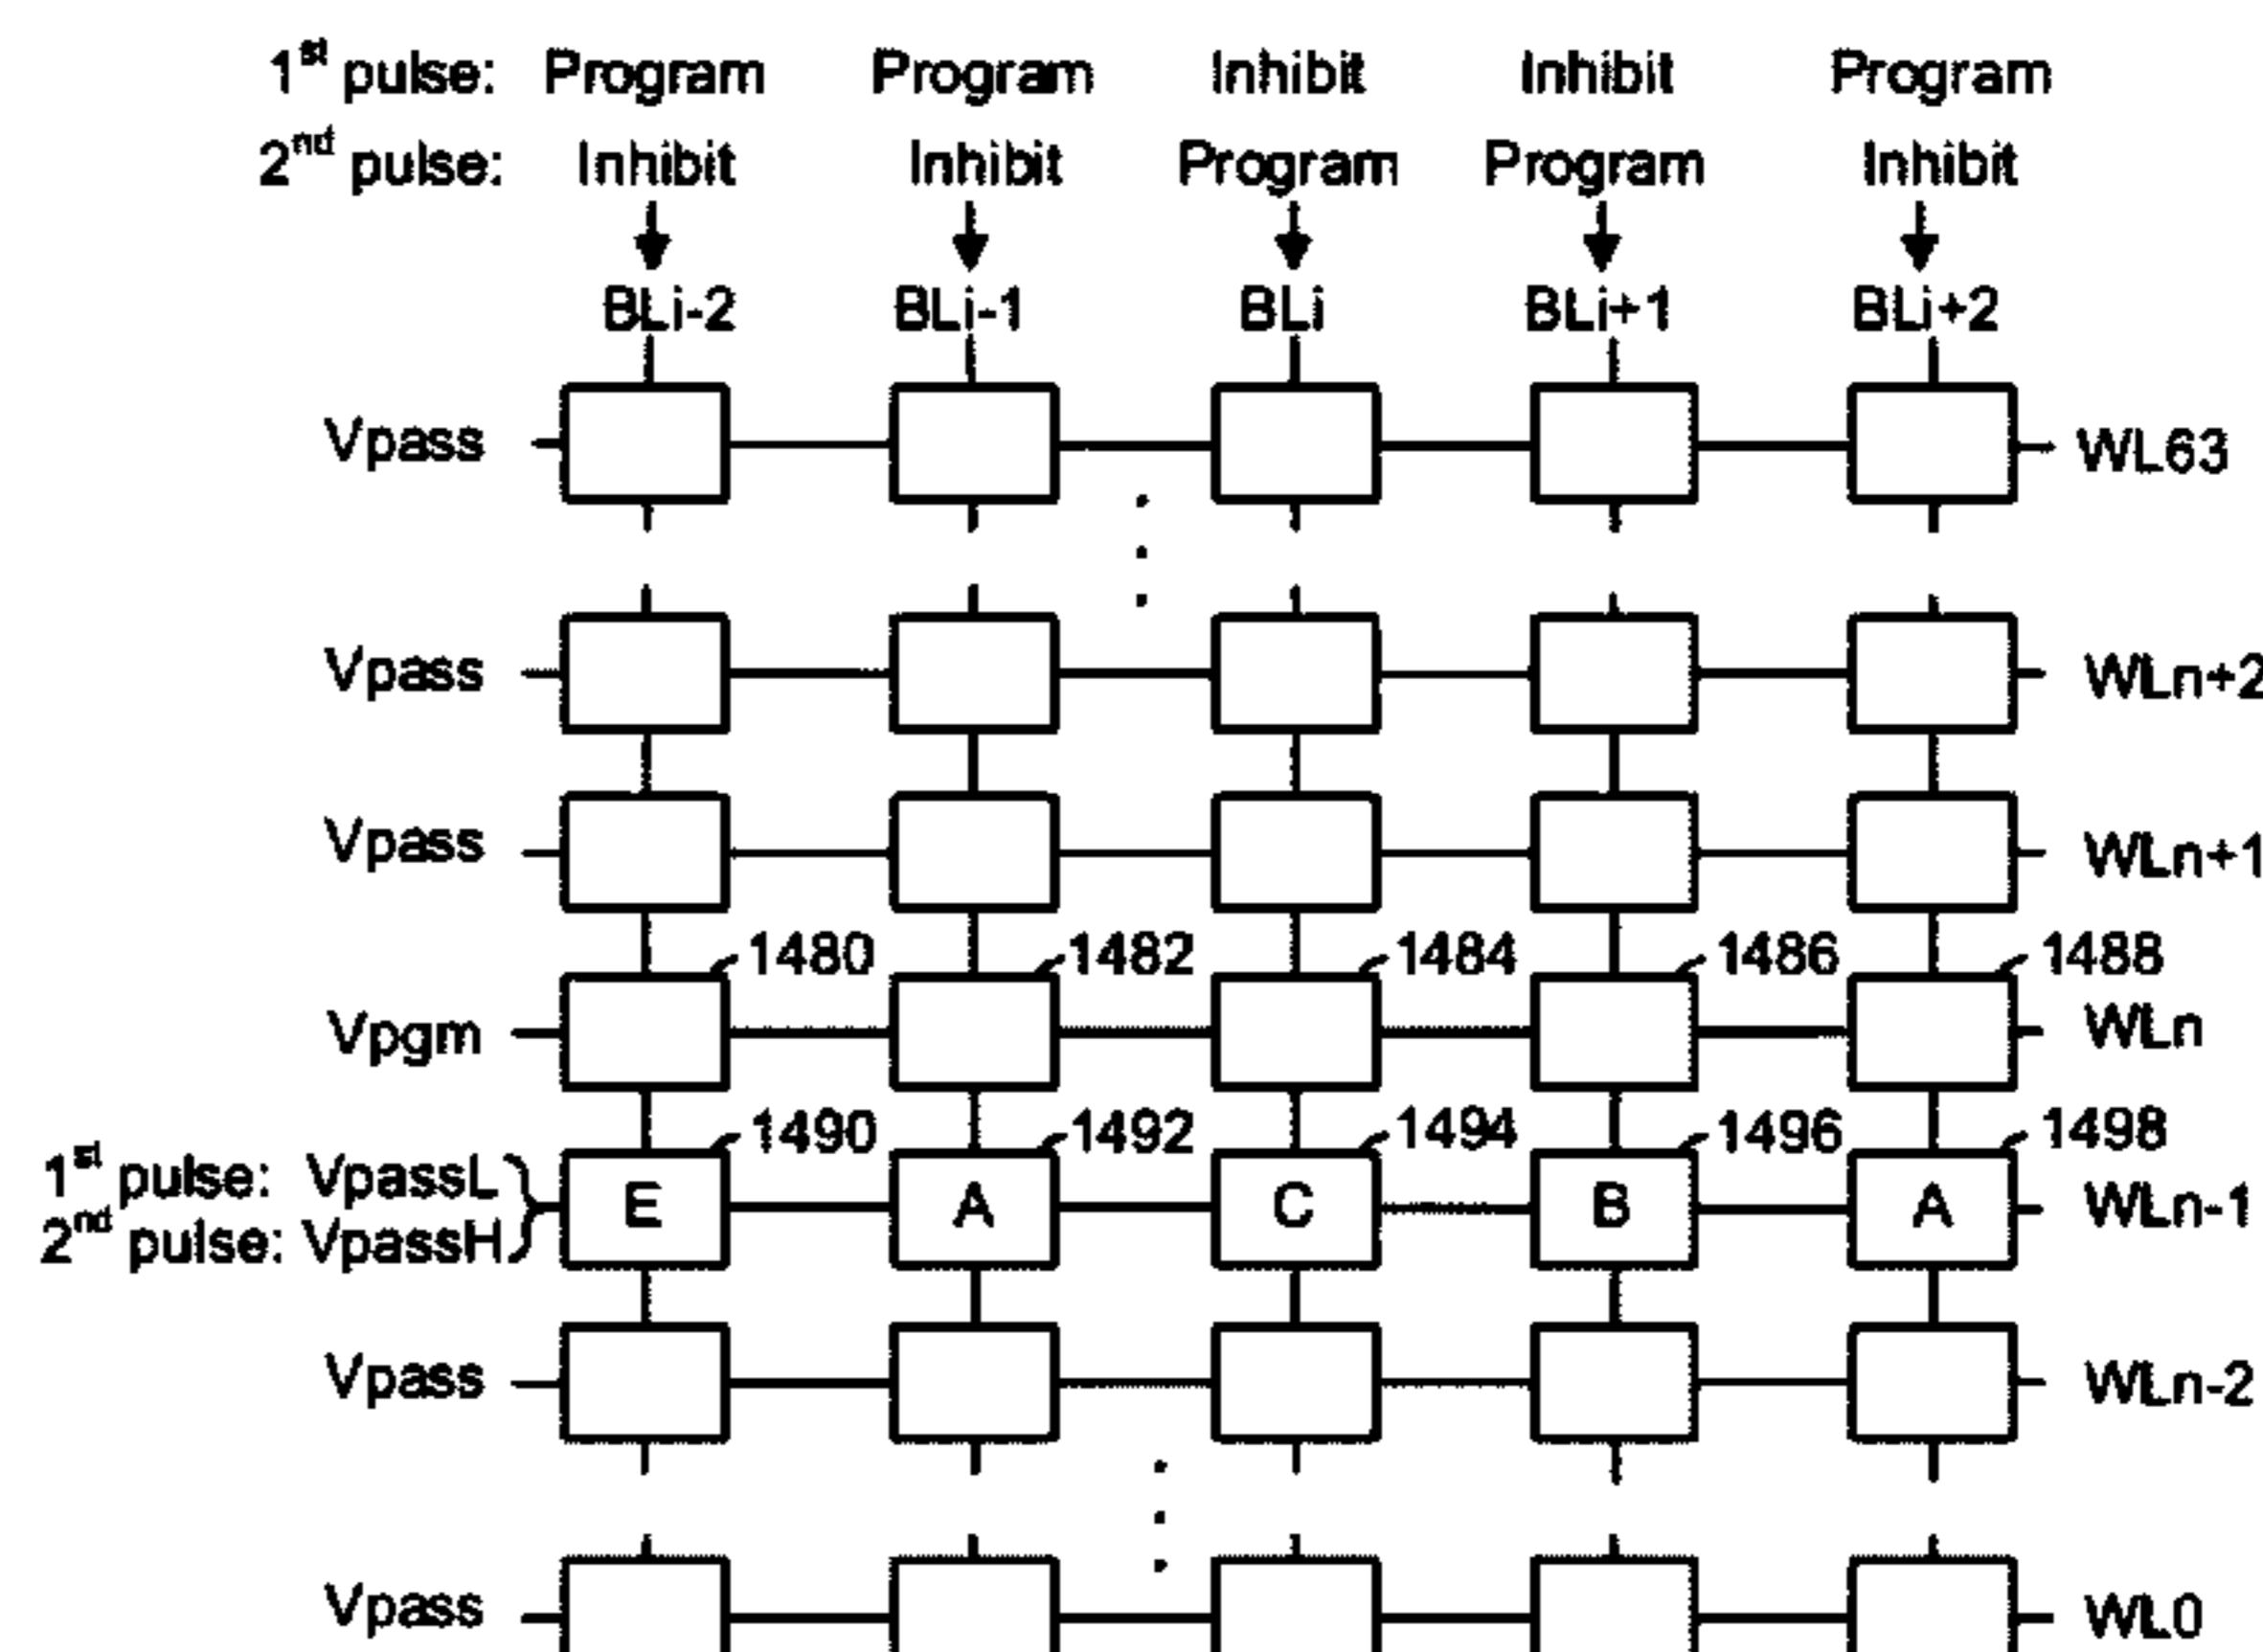 1st pulse: Program Program Inhibit Inhibit Program
2nd pulse: Inhibit Inhibit Program Program Inhibit
BLi-2 BLi-1 BLi BLi+1 BLi+2
Vpass WL63
Vpass WLn+2
Vpass WLn+1
1480 1482 1484 1486 1488
Vpgm WLn
1490 1492 1494 1496 1498
1st pulse: VpassL
E A C B A WLn-1
2nd pulse: VpassH
Vpass WLn-2
Vpass WL0